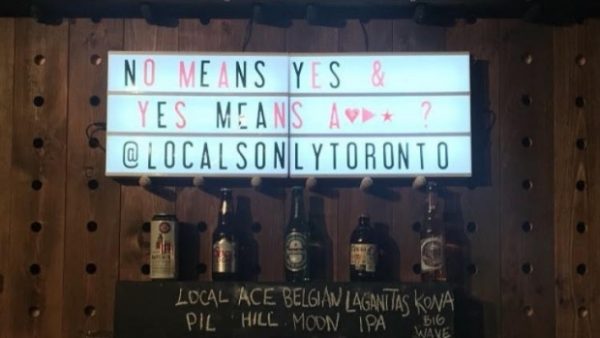 NO MEANS YES &
YES MEANS A♥▶★ ?
@LOCALSONLYTORONTO
LOCAL ACE BELGIAN LAGANITAS KONA
PIL HILL MOON IPA BIG
WAVE